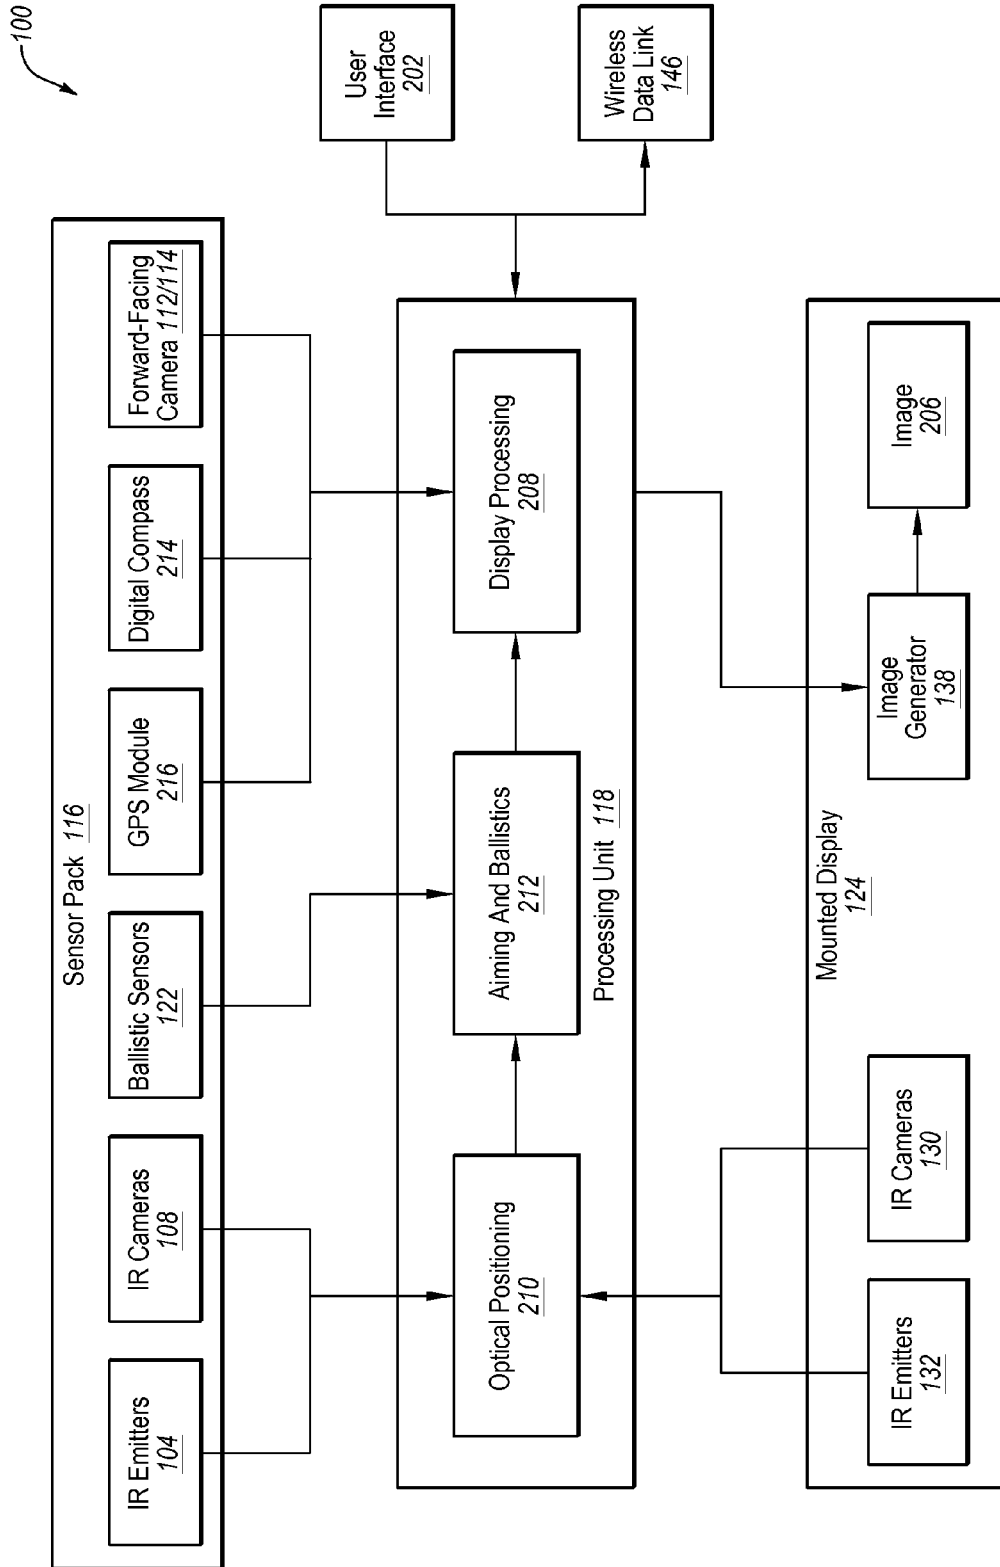 100
Sensor Pack 116
IR Emitters
104
IR Cameras
108
Ballistic Sensors
122
GPS Module
216
Digital Compass
214
Forward-Facing
Camera 112/114
User
Interface
202
Optical Positioning
210
Aiming And Ballistics
212
Display Processing
208
Processing Unit 118
Wireless
Data Link
146
Mounted Display
124
IR Emitters
132
IR Cameras
130
Image
Generator
138
Image
206